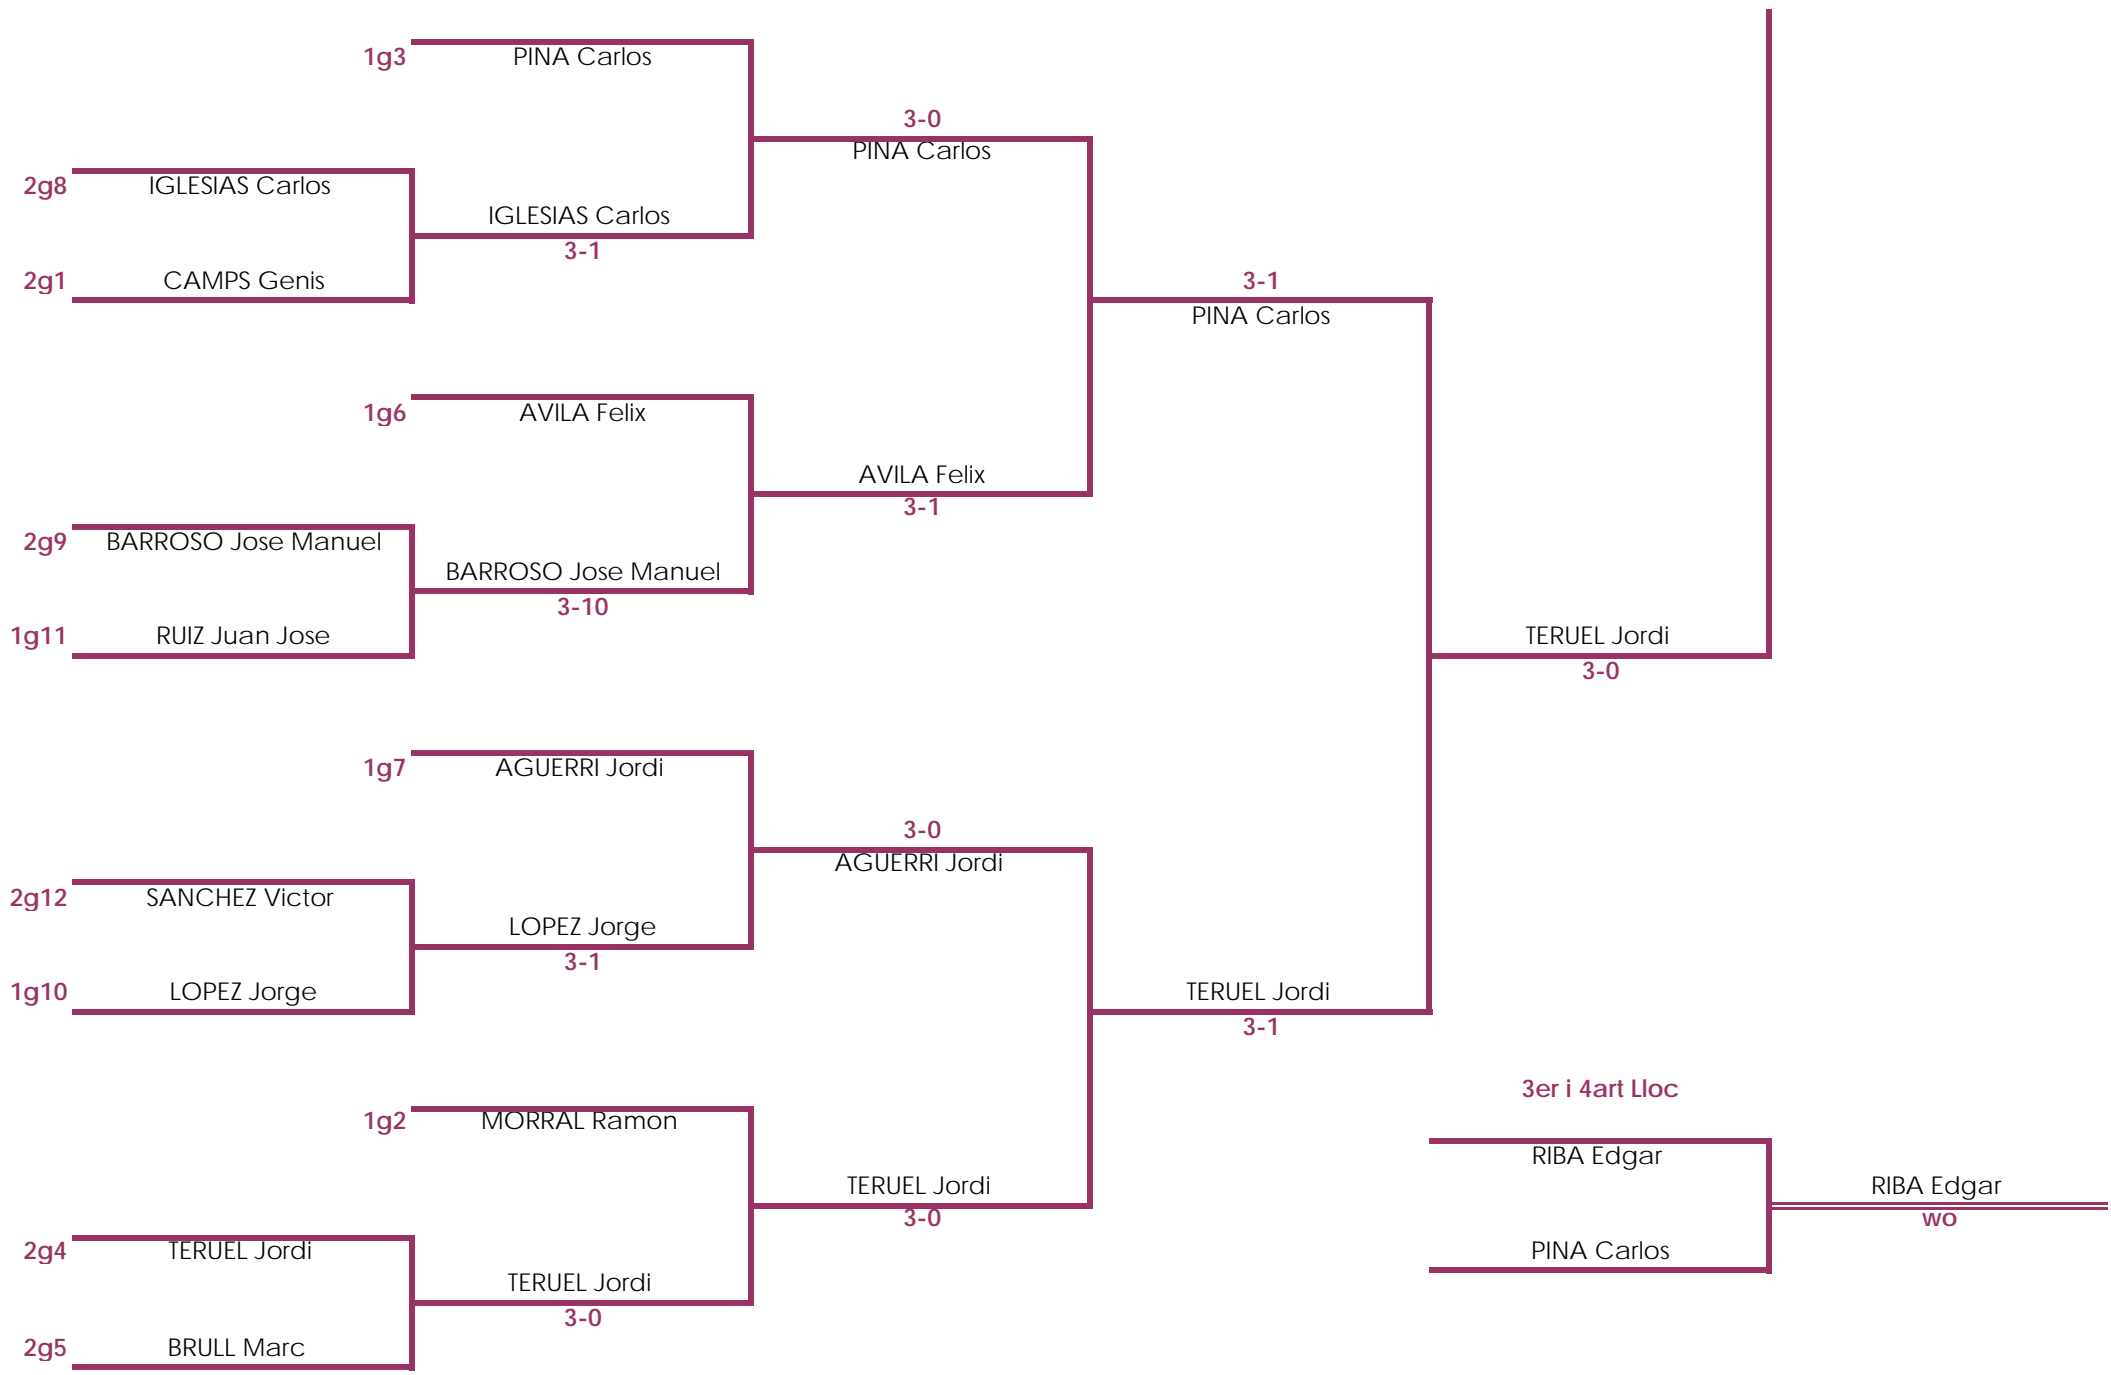 1g3 PINA Carlos
3-0
PINA Carlos
2g8 IGLESIAS Carlos
IGLESIAS Carlos
3-1
2g1 CAMPS Genis
3-1
PINA Carlos
1g6 AVILA Felix
AVILA Felix
3-1
2g9 BARROSO Jose Manuel
BARROSO Jose Manuel
3-10
1g11 RUIZ Juan Jose
TERUEL Jordi
3-0
1g7 AGUERRI Jordi
3-0
AGUERRI Jordi
2g12 SANCHEZ Victor
LOPEZ Jorge
3-1
1g10 LOPEZ Jorge
TERUEL Jordi
3-1
3er i 4art Lloc
1g2 MORRAL Ramon
RIBA Edgar
TERUEL Jordi
3-0
RIBA Edgar
wo
2g4 TERUEL Jordi
PINA Carlos
TERUEL Jordi
3-0
2g5 BRULL Marc